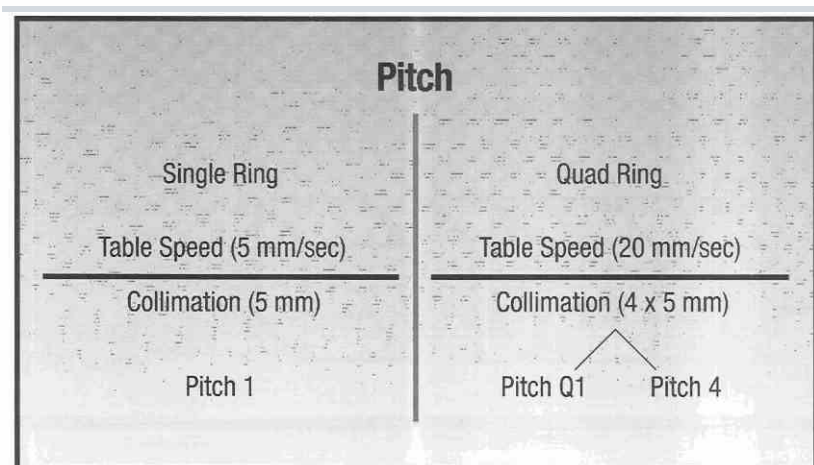 Pitch
Single Ring
Table Speed (5 mm/sec)
Collimation (5 mm)
Pitch 1
Quad Ring
Table Speed (20 mm/sec)
Collimation (4 x 5 mm)
Pitch Q1 Pitch 4